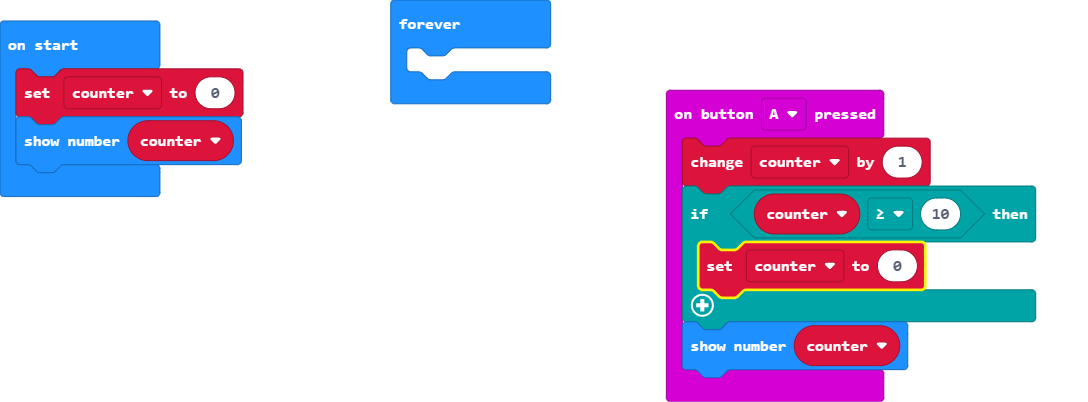 on start
set counter to 0
show number counter
forever
on button A pressed
change counter by 1
if counter ≥ 10 then
set counter to 0
show number counter